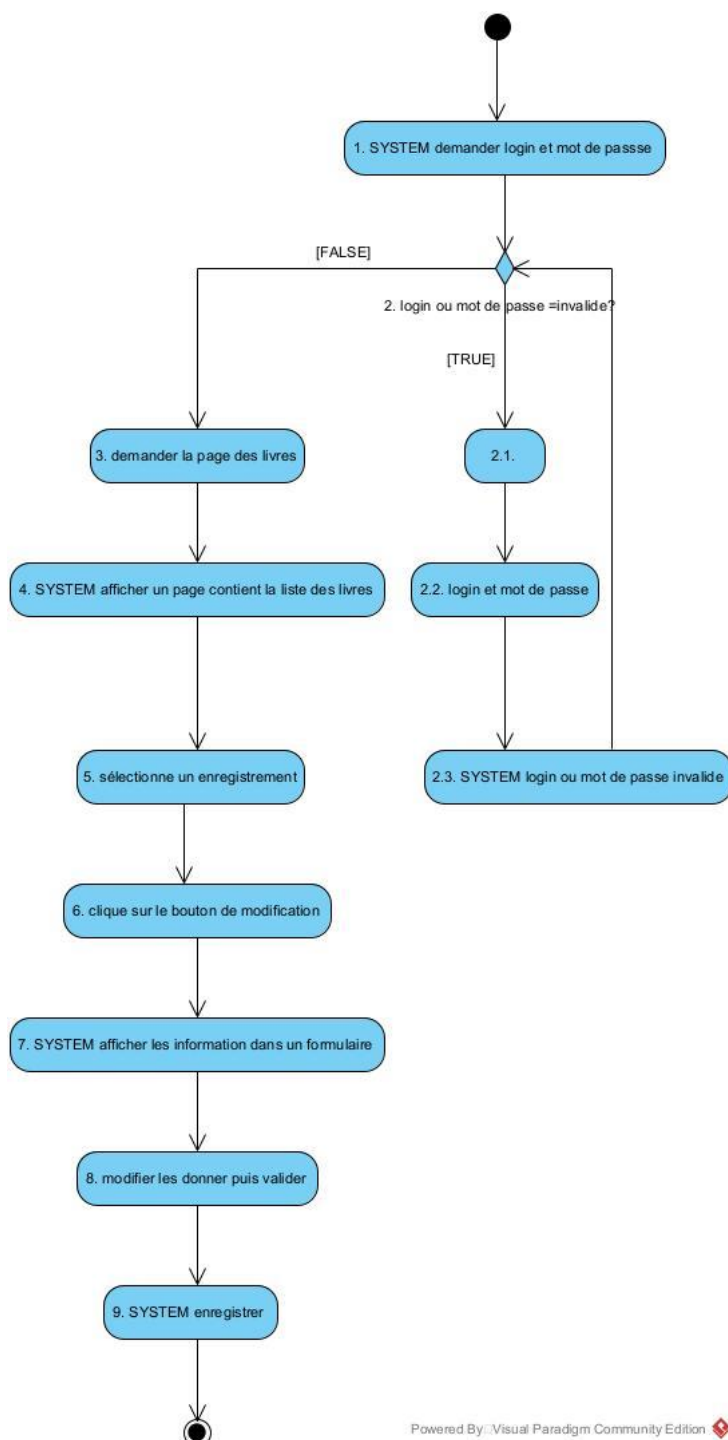 1. SYSTEM demander login et mot de passse
[FALSE]
2. login ou mot de passe =invalide?
[TRUE]
3. demander la page des livres
2.1.
4. SYSTEM afficher un page contient la liste des livres
2.2. login et mot de passe
5. sélectionne un enregistrement
2.3. SYSTEM login ou mot de passe invalide
6. clique sur le bouton de modification
7. SYSTEM afficher les information dans un formulaire
8. modifier les donner puis valider
9. SYSTEM enregistrer
Powered By Visual Paradigm Community Edition